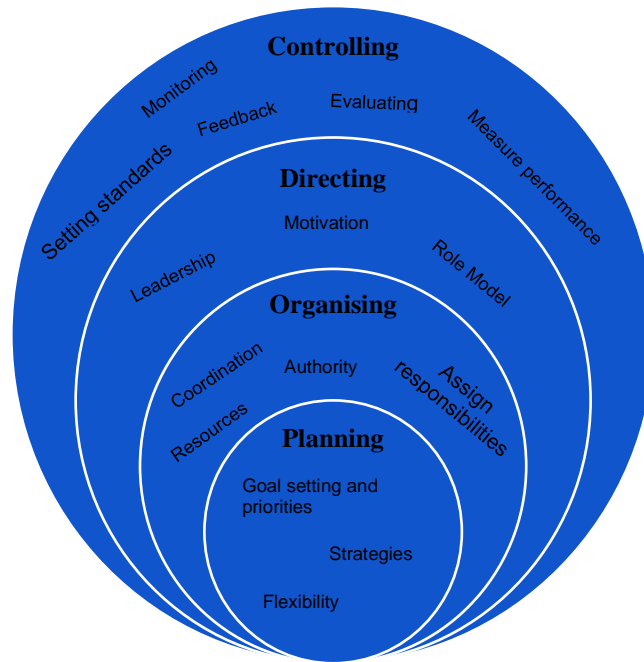 Controlling
Monitoring
Feedback
Evaluating
Setting standards
Measure performance
Directing
Motivation
Leadership
Role Model
Organising
Coordination
Authority
Assign
responsibilities
Resources
Planning
Goal setting and
priorities
Strategies
Flexibility